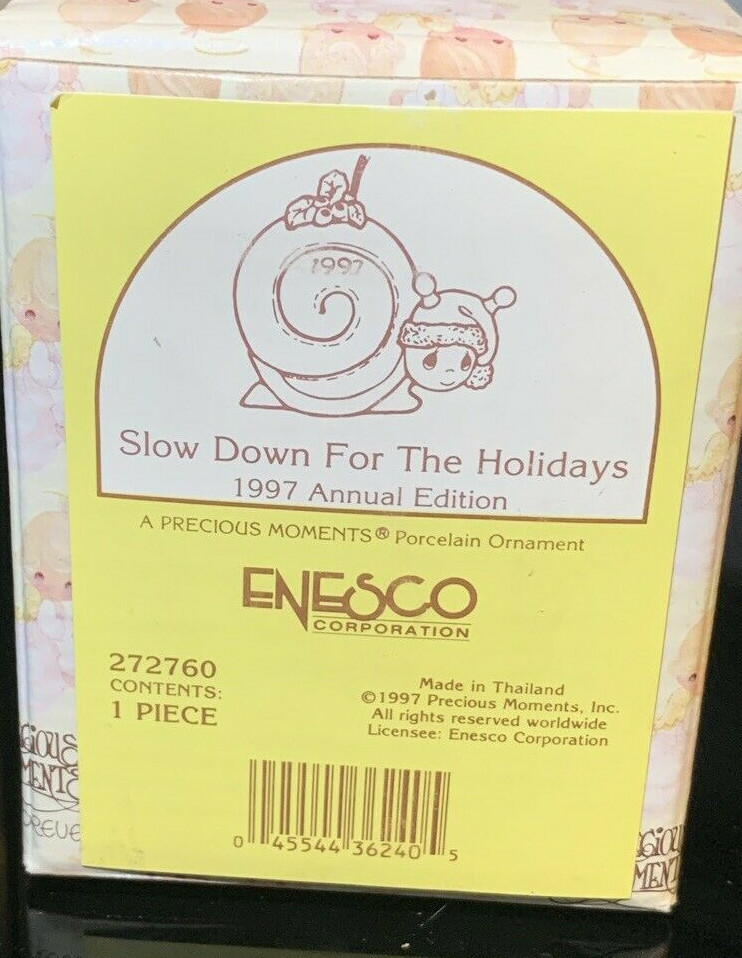 1997
Slow Down For The Holidays
1997 Annual Edition
A PRECIOUS MOMENTS® Porcelain Ornament
ENESCO
CORPORATION
272760
CONTENTS:
1 PIECE
Made in Thailand
©1997 Precious Moments, Inc.
All rights reserved worldwide
Licensee: Enesco Corporation
0 45544 36240 5